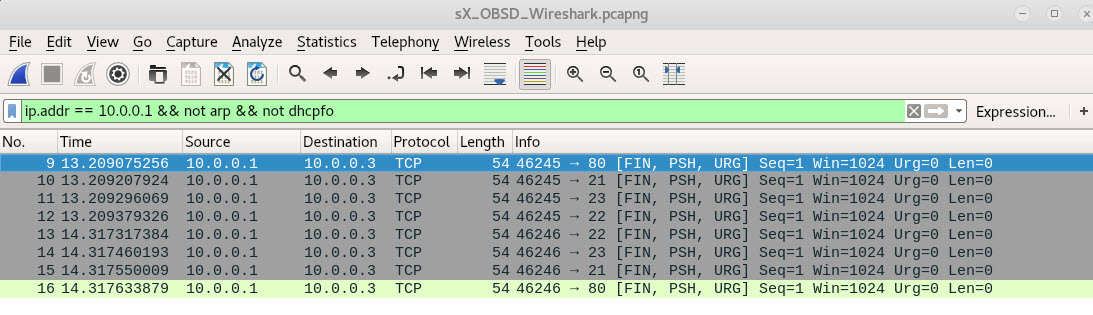 sX_OBSD_Wireshark.pcapng
File Edit View Go Capture Analyze Statistics Telephony Wireless Tools Help
ip.addr == 10.0.0.1 && not arp && not dhcpfo Expression... +
No. Time Source Destination Protocol Length Info
9 13.209075256 10.0.0.1 10.0.0.3 TCP 54 46245 → 80 [FIN, PSH, URG] Seq=1 Win=1024 Urg=0 Len=0
10 13.209207924 10.0.0.1 10.0.0.3 TCP 54 46245 → 21 [FIN, PSH, URG] Seq=1 Win=1024 Urg=0 Len=0
11 13.209296069 10.0.0.1 10.0.0.3 TCP 54 46245 → 23 [FIN, PSH, URG] Seq=1 Win=1024 Urg=0 Len=0
12 13.209379326 10.0.0.1 10.0.0.3 TCP 54 46245 → 22 [FIN, PSH, URG] Seq=1 Win=1024 Urg=0 Len=0
13 14.317317384 10.0.0.1 10.0.0.3 TCP 54 46246 → 22 [FIN, PSH, URG] Seq=1 Win=1024 Urg=0 Len=0
14 14.317460193 10.0.0.1 10.0.0.3 TCP 54 46246 → 23 [FIN, PSH, URG] Seq=1 Win=1024 Urg=0 Len=0
15 14.317550009 10.0.0.1 10.0.0.3 TCP 54 46246 → 21 [FIN, PSH, URG] Seq=1 Win=1024 Urg=0 Len=0
16 14.317633879 10.0.0.1 10.0.0.3 TCP 54 46246 → 80 [FIN, PSH, URG] Seq=1 Win=1024 Urg=0 Len=0